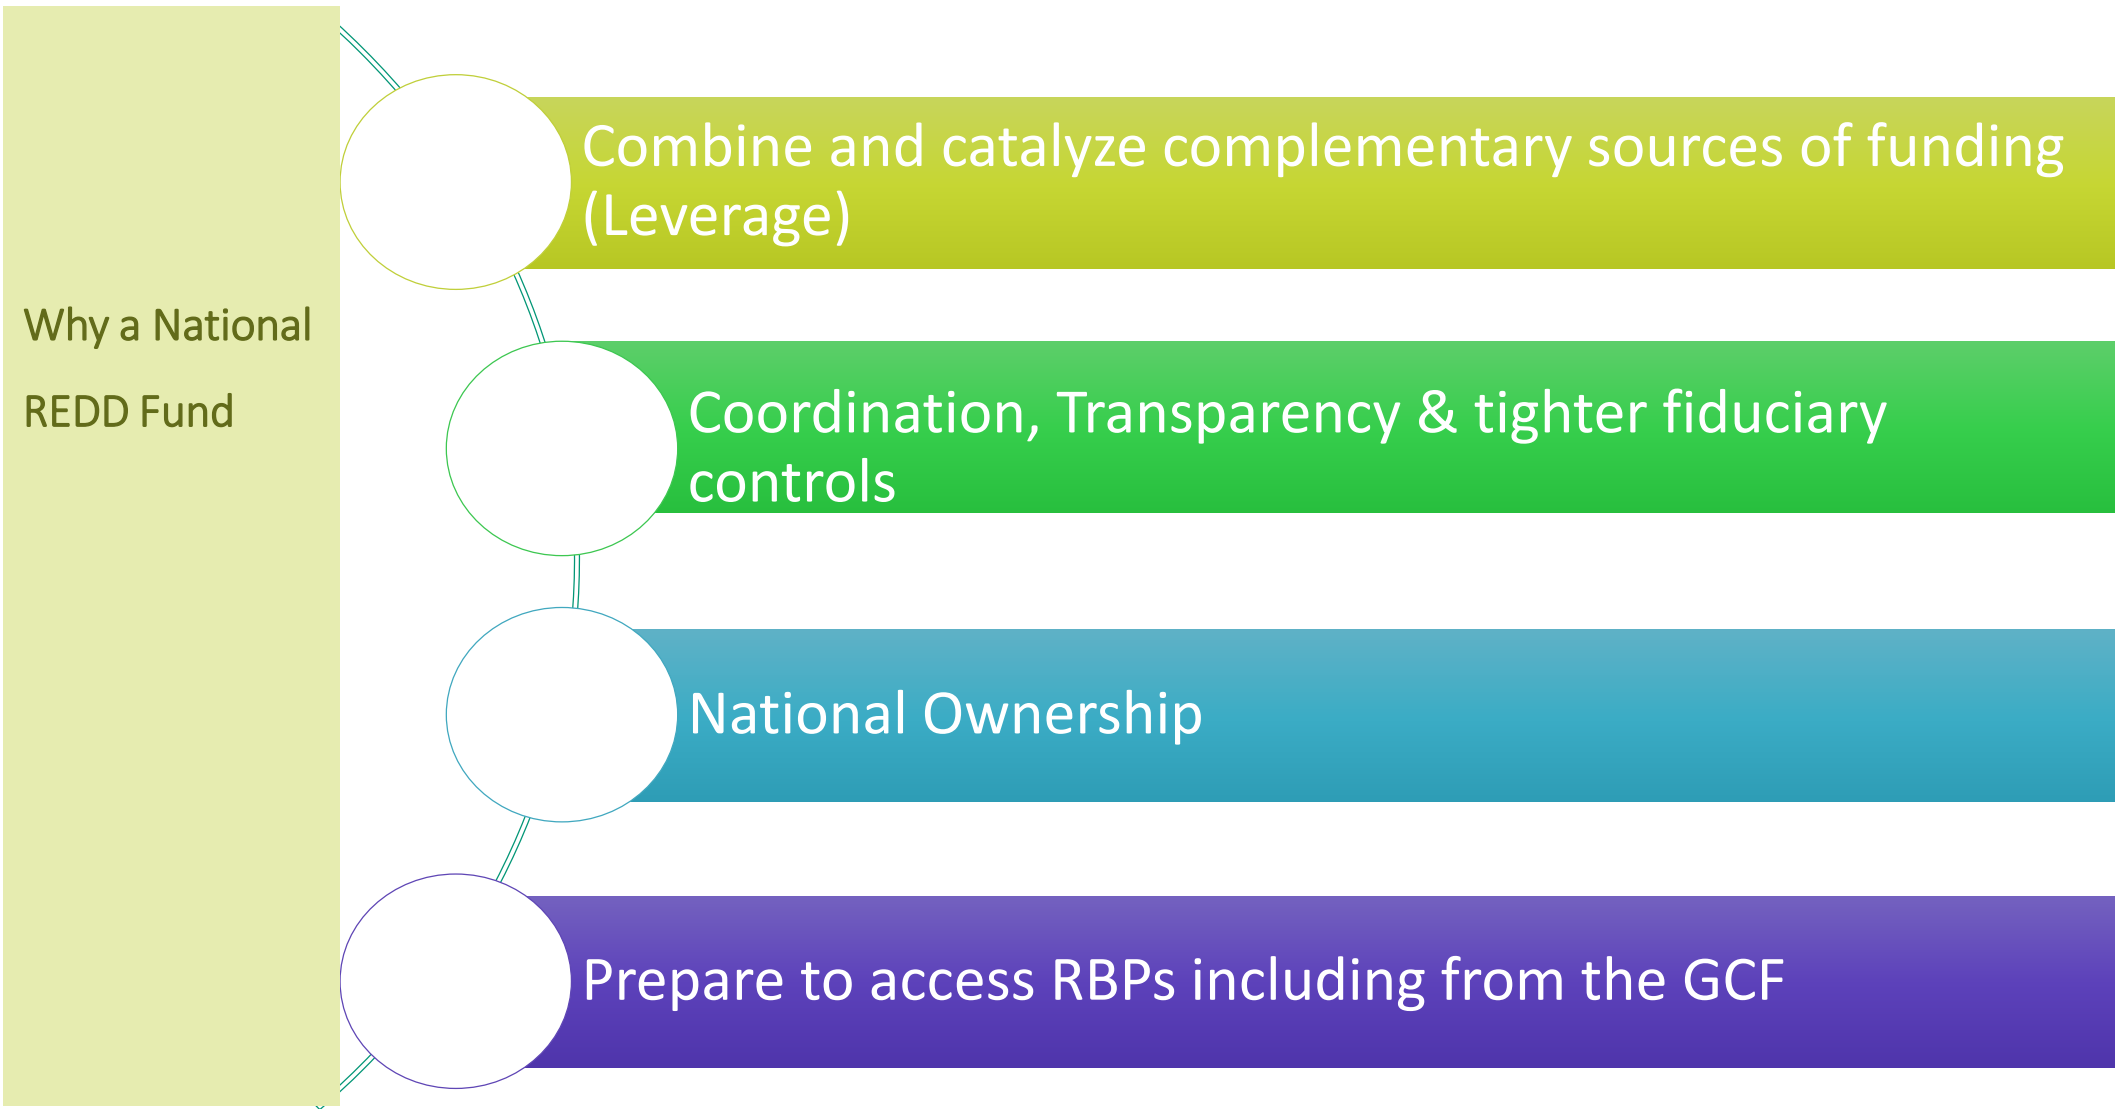 Why a National
REDD Fund
Combine and catalyze complementary sources of funding
(Leverage)
Coordination, Transparency & tighter fiduciary
controls
National Ownership
Prepare to access RBPs including from the GCF